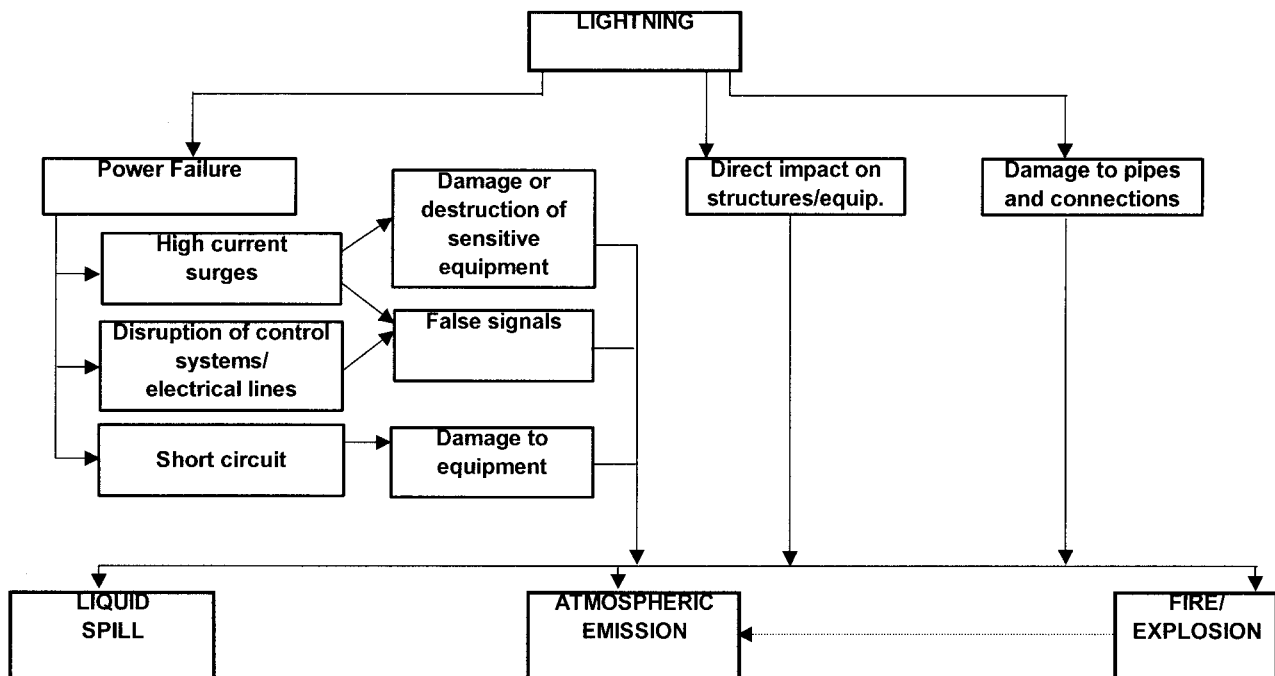 LIGHTNING
Power Failure
Direct impact on
structures/equip.
Damage to pipes
and connections
High current
surges
Damage or
destruction of
sensitive
equipment
Disruption of control
systems/
electrical lines
False signals
Short circuit
Damage to
equipment
LIQUID
SPILL
ATMOSPHERIC
EMISSION
FIRE/
EXPLOSION